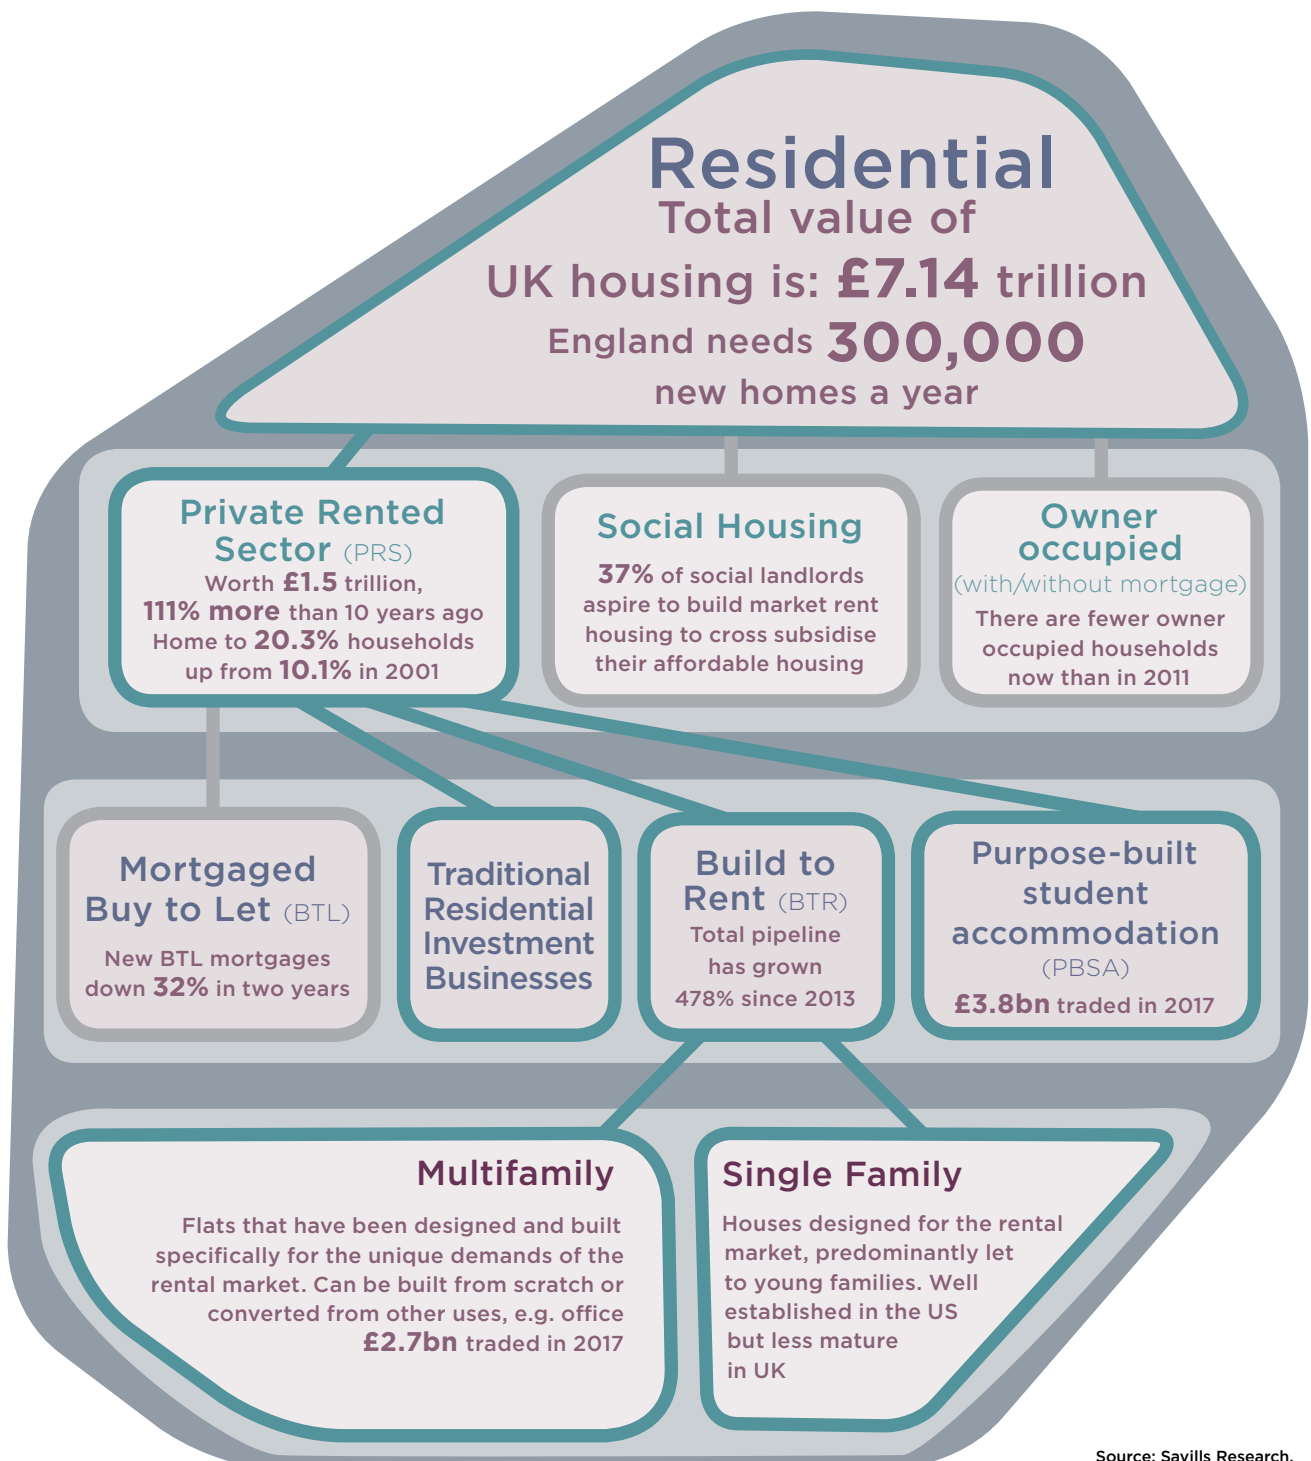 Residential
Total value of
UK housing is: £7.14 trillion
England needs 300,000
new homes a year
Private Rented
Sector (PRS)
Worth £1.5 trillion,
111% more than 10 years ago
Home to 20.3% households
up from 10.1% in 2001
Social Housing
37% of social landlords
aspire to build market rent
housing to cross subsidise
their affordable housing
Owner
occupied
(with/without mortgage)
There are fewer owner
occupied households
now than in 2011
Mortgaged
Buy to Let (BTL)
New BTL mortgages
down 32% in two years
Traditional
Residential
Investment
Businesses
Build to
Rent (BTR)
Total pipeline
has grown
478% since 2013
Purpose-built
student
accommodation
(PBSA)
£3.8bn traded in 2017
Multifamily
Flats that have been designed and built
specifically for the unique demands of the
rental market. Can be built from scratch or
converted from other uses, e.g. office
£2.7bn traded in 2017
Single Family
Houses designed for the rental
market, predominantly let
to young families. Well
established in the US
but less mature
in UK
Source: Savills Research.